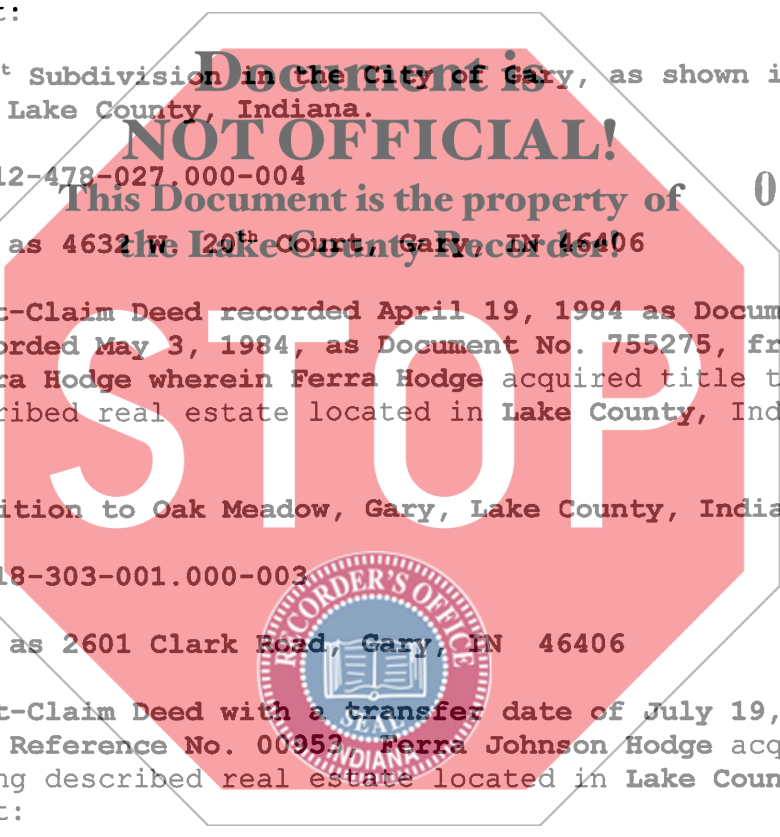 t:
t Subdivision in the City of Gary, as shown i
Document is
Lake County, Indiana.
NOT OFFICIAL!
12-478-027.000-004
0
This Document is the property of
as 4632 W. 20th Court, Gary, IN 46406
the Lake County Recorder!
t-Claim Deed recorded April 19, 1984 as Docum
orded May 3, 1984, as Document No. 755275, fr
ra Hodge wherein Ferra Hodge acquired title t
ribed real estate located in Lake County, Ind
STOP
ition to Oak Meadow, Gary, Lake County, India
18-303-001.000-003
RECORDER'S OFFICE
as 2601 Clark Road, Gary, IN 46406
SEAL
INDIANA
t-Claim Deed with a transfer date of July 19,
Reference No. 00953, Ferra Johnson Hodge acq
ng described real estate located in Lake Coun
t: